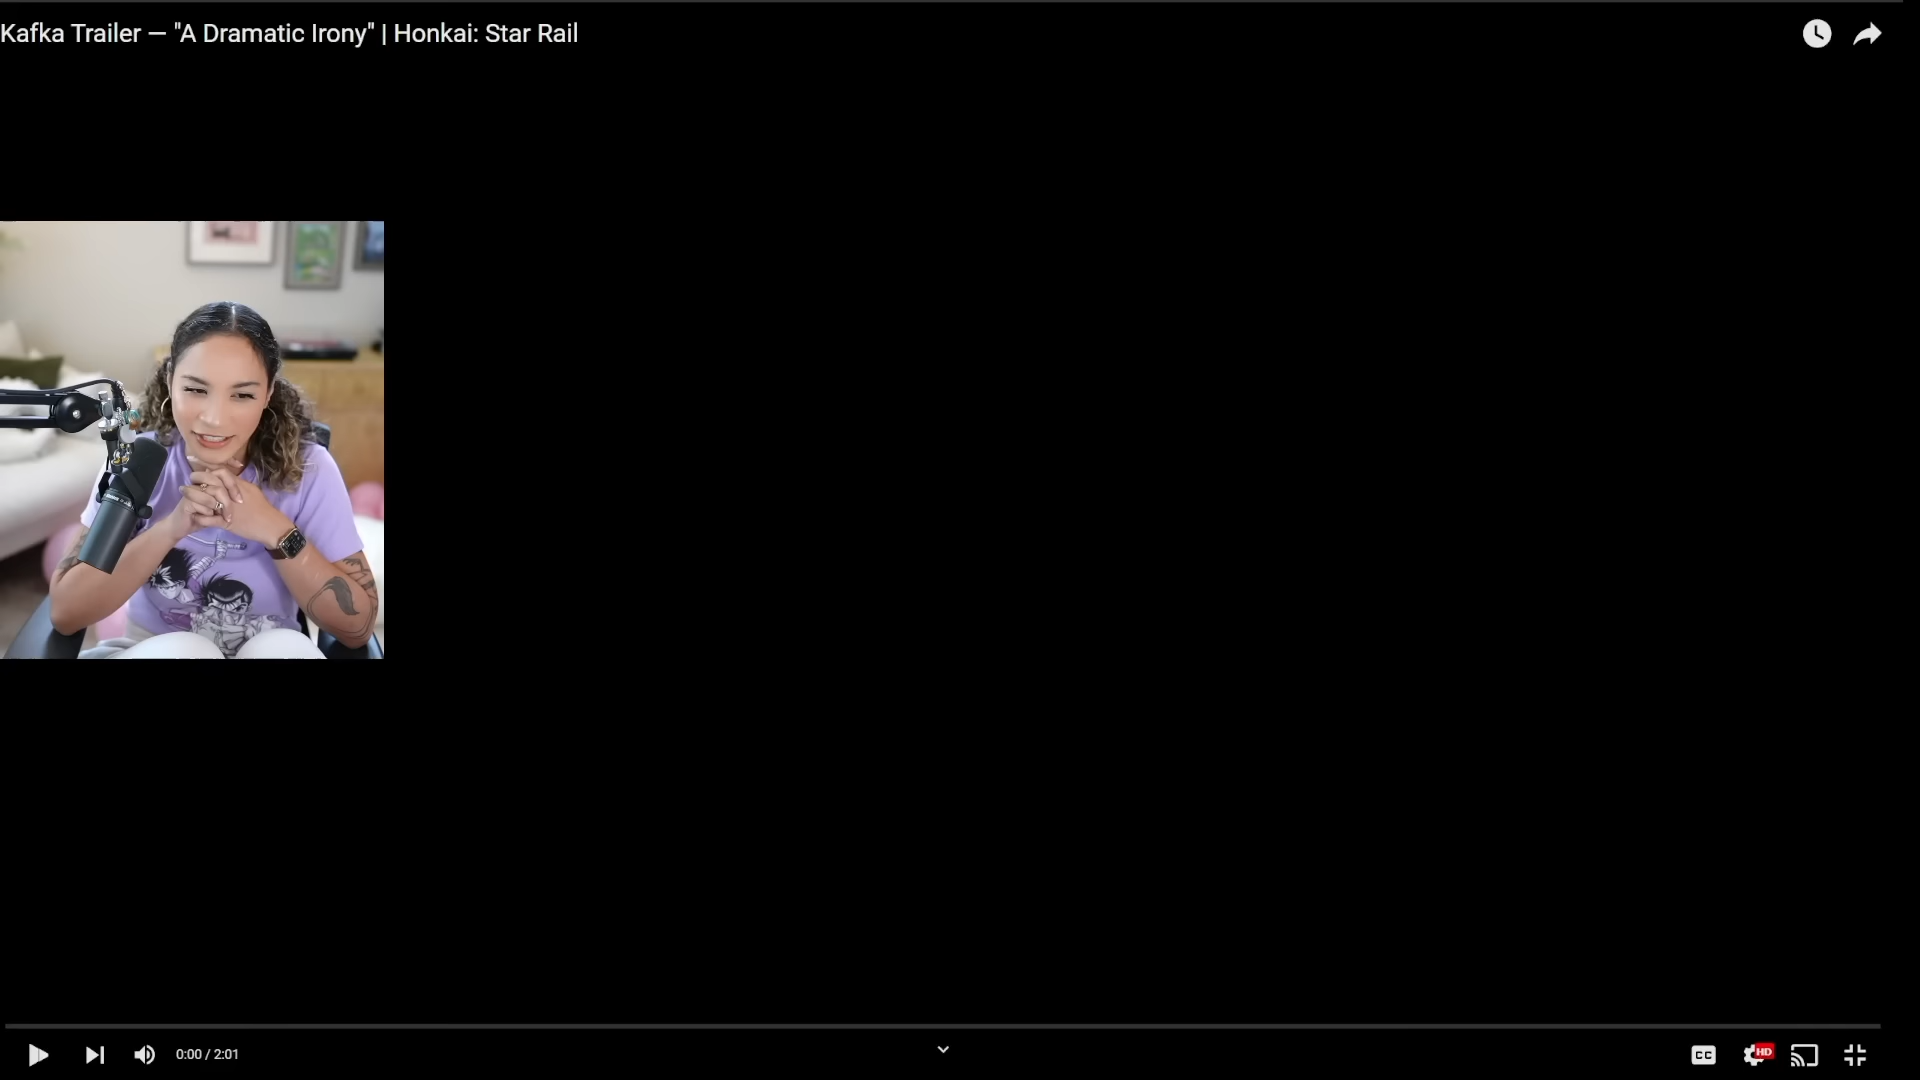 Kafka Trailer — "A Dramatic Irony" | Honkai: Star Rail
0:00 / 2:01
CC
HD